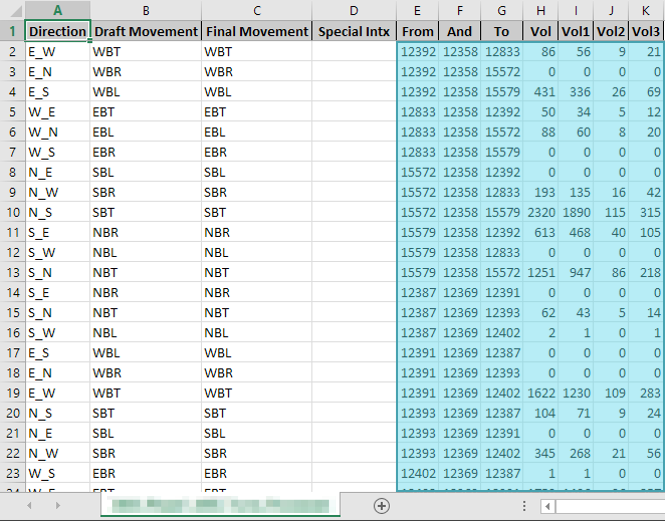 A B C D E F G H I J K
1 Direction Draft Movement Final Movement Special Intx From And To Vol Vol1 Vol2 Vol3
2 E_W WBT WBT 12392 12358 12833 86 56 9 21
3 E_N WBR WBR 12392 12358 15572 0 0 0 0
4 E_S WBL WBL 12392 12358 15579 431 336 26 69
5 W_E EBT EBT 12833 12358 12392 50 34 5 12
6 W_N EBL EBL 12833 12358 15572 88 60 8 20
7 W_S EBR EBR 12833 12358 15579 0 0 0 0
8 N_E SBL SBL 15572 12358 12392 0 0 0 0
9 N_W SBR SBR 15572 12358 12833 193 135 16 42
10 N_S SBT SBT 15572 12358 15579 2320 1890 115 315
11 S_E NBR NBR 15579 12358 12392 613 468 40 105
12 S_W NBL NBL 15579 12358 12833 0 0 0 0
13 S_N NBT NBT 15579 12358 15572 1251 947 86 218
14 S_E NBR NBR 12387 12369 12391 0 0 0 0
15 S_N NBT NBT 12387 12369 12393 62 43 5 14
16 S_W NBL NBL 12387 12369 12402 2 1 0 1
17 E_S WBL WBL 12391 12369 12387 0 0 0 0
18 E_N WBR WBR 12391 12369 12393 0 0 0 0
19 E_W WBT WBT 12391 12369 12402 1622 1230 109 283
20 N_S SBT SBT 12393 12369 12387 104 71 9 24
21 N_E SBL SBL 12393 12369 12391 0 0 0 0
22 N_W SBR SBR 12393 12369 12402 345 268 21 56
23 W_S EBR EBR 12402 12369 12387 1 1 0 0